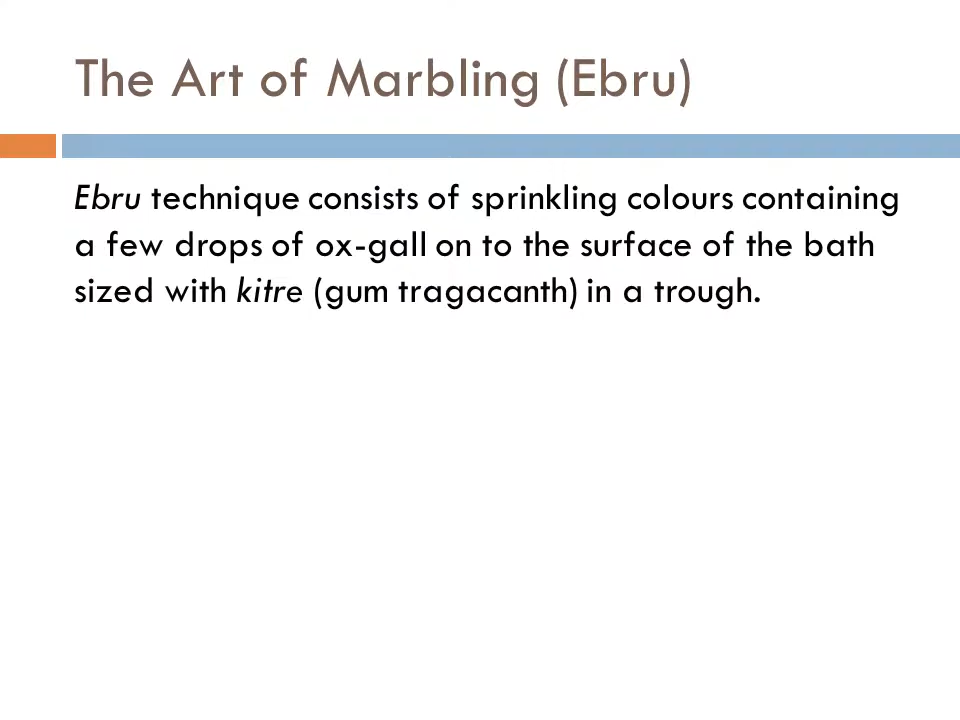 The Art of Marbling (Ebru)
Ebru technique consists of sprinkling colours containing
a few drops of ox-gall on to the surface of the bath
sized with kitre (gum tragacanth) in a trough.